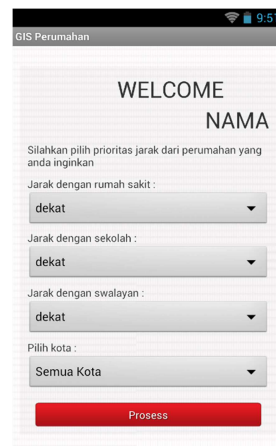 9:57
GIS Perumahan
WELCOME
NAMA
Silahkan pilih prioritas jarak dari perumahan yang
anda inginkan
Jarak dengan rumah sakit :
dekat
Jarak dengan sekolah :
dekat
Jarak dengan swalayan :
dekat
Pilih kota :
Semua Kota
Prosess